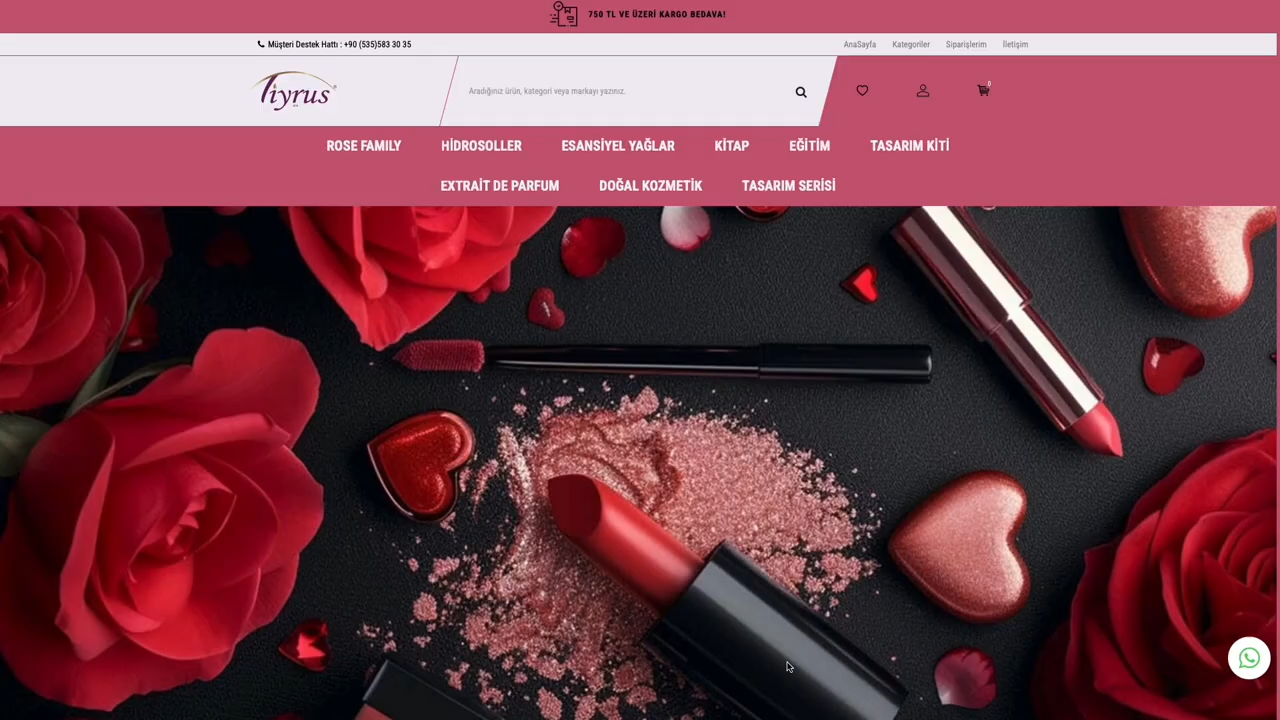 750 TL VE ÜZERİ KARGO BEDAVA!
Müşteri Destek Hattı : +90 (535)583 30 35
AnaSayfa Kategoriler Siparişlerim İletişim
Tiyrus
Aradığınız ürün, kategori veya markayı yazınız.
0
ROSE FAMILY HİDROSOLLER ESANSİYEL YAĞLAR KİTAP EĞİTİM TASARIM KİTİ
EXTRAİT DE PARFUM DOĞAL KOZMETİK TASARIM SERİSİ